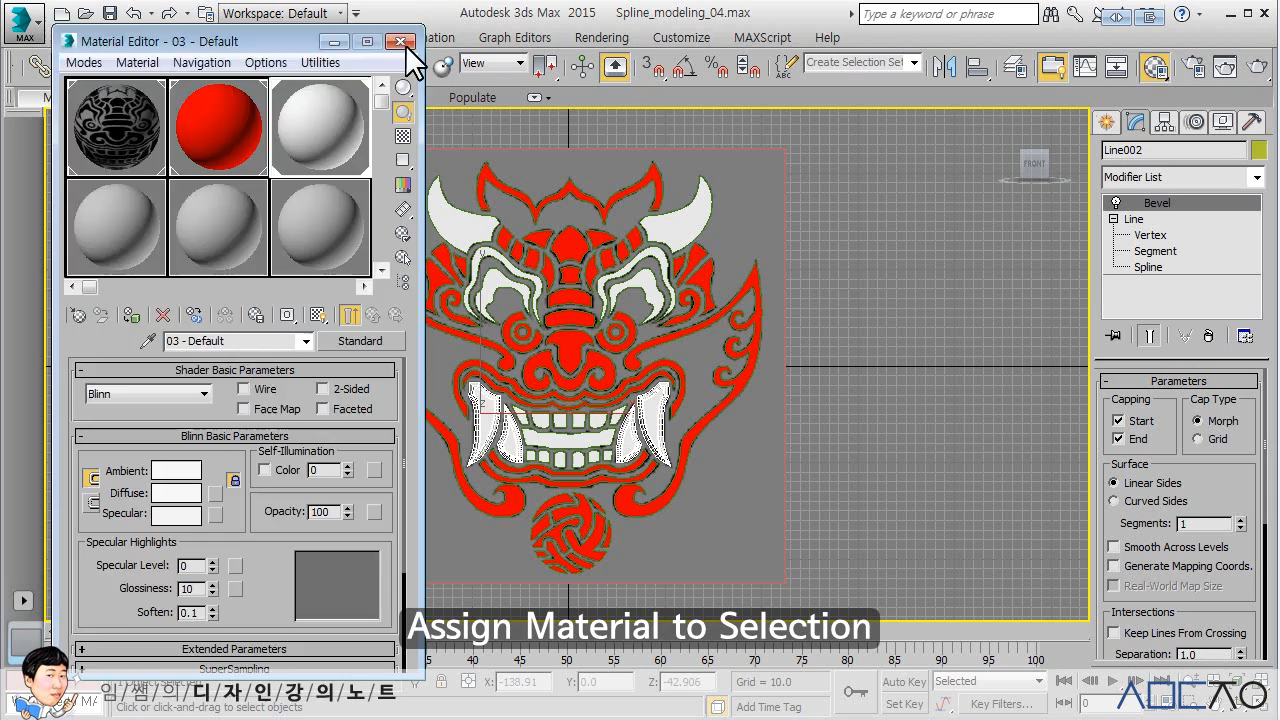 MAX
Workspace: Default
Autodesk 3ds Max 2015
Spline_modeling_04.max
Type a keyword or phrase
Graph Editors
Rendering
Customize
MAXScript
Help
View
Create Selection Set
Populate
Material Editor - 03 - Default
Modes
Material
Navigation
Options
Utilities
03 - Default
Standard
Shader Basic Parameters
Blinn
Wire
2-Sided
Face Map
Faceted
Blinn Basic Parameters
Self-Illumination
Ambient:
Color
0
Diffuse:
Specular:
Opacity:
100
Specular Highlights
Specular Level:
0
Glossiness:
10
Soften:
0.1
Extended Parameters
SuperSampling
FRONT
Line002
Modifier List
Bevel
Line
Vertex
Segment
Spline
Parameters
Capping
Cap Type
Start
Morph
End
Grid
Surface
Linear Sides
Curved Sides
Segments:
1
Smooth Across Levels
Generate Mapping Coords.
Real-World Map Size
Intersections
Keep Lines From Crossing
Separation:
1.0
Assign Material to Selection
45 50 55 60 65 70 75 80 85 90 95 100
X: -138.91
Y: 0.0
Z: -42.906
Grid = 10.0
Auto Key
Selected
Click or click-and-drag to select objects
Add Time Tag
Set Key
Key Filters...
0
임/쌤/의/디/자/인/강/의/노/트